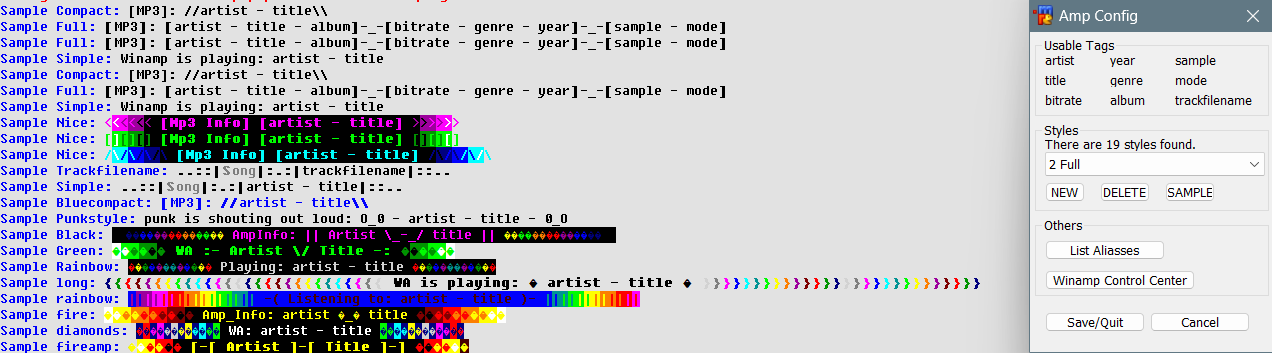 Sample Compact: [MP3]: //artist - title\\
Sample Full: [MP3]: [artist - title - album]-_-[bitrate - genre - year]-_-[sample - mode]
Sample Full: [MP3]: [artist - title - album]-_-[bitrate - genre - year]-_-[sample - mode]
Sample Simple: Winamp is playing: artist - title
Sample Compact: [MP3]: //artist - title\\
Sample Full: [MP3]: [artist - title - album]-_-[bitrate - genre - year]-_-[sample - mode]
Sample Simple: Winamp is playing: artist - title
Sample Nice: <<<<<< [Mp3 Info] [artist - title] >>>>>>
Sample Nice: [][][] [Mp3 Info] [artist - title] [][][]
Sample Nice: /\/\/\/\ [Mp3 Info] [artist - title] /\/\/\/\
Sample Trackfilename: ..::|Song|:..:|trackfilename|::..
Sample Simple: ..::|Song|:..:|artist - title|::..
Sample Bluecompact: [MP3]: //artist - title\\
Sample Punkstyle: punk is shouting out loud: O_O - artist - title - O_O
Sample Black: AmpInfo: || Artist \_-_/ title ||
Sample Green: WA :- Artist \/ Title -:
Sample Rainbow: Playing: artist - title
Sample long: WA is playing: � artist - title �
Sample rainbow: -( Listening to: artist - title )-
Sample fire: Amp_Info: artist �_� title
Sample diamonds: WA: artist - title
Sample fireamp: [-[ Artist ]-[ Title ]-]
Amp Config
Usable Tags
artist year sample
title genre mode
bitrate album trackfilename
Styles
There are 19 styles found.
2 Full
NEW DELETE SAMPLE
Others
List Aliasses
Winamp Control Center
Save/Quit Cancel